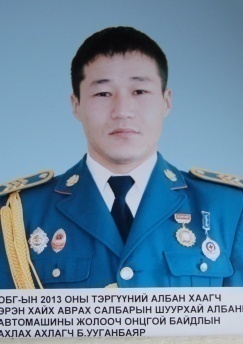 ОБГ-ЫН 2013 ОНЫ ТЭРГҮҮНИЙ АЛБАН ХААГЧ
ЭРЭН ХАЙХ АВРАХ САЛБАРЫН ШУУРХАЙ АЛБАНЫ
АВТОМАШИНЫ ЖОЛООЧ ОНЦГОЙ БАЙДЛЫН
АХЛАХ АХЛАГЧ Б.УУГАНБАЯР